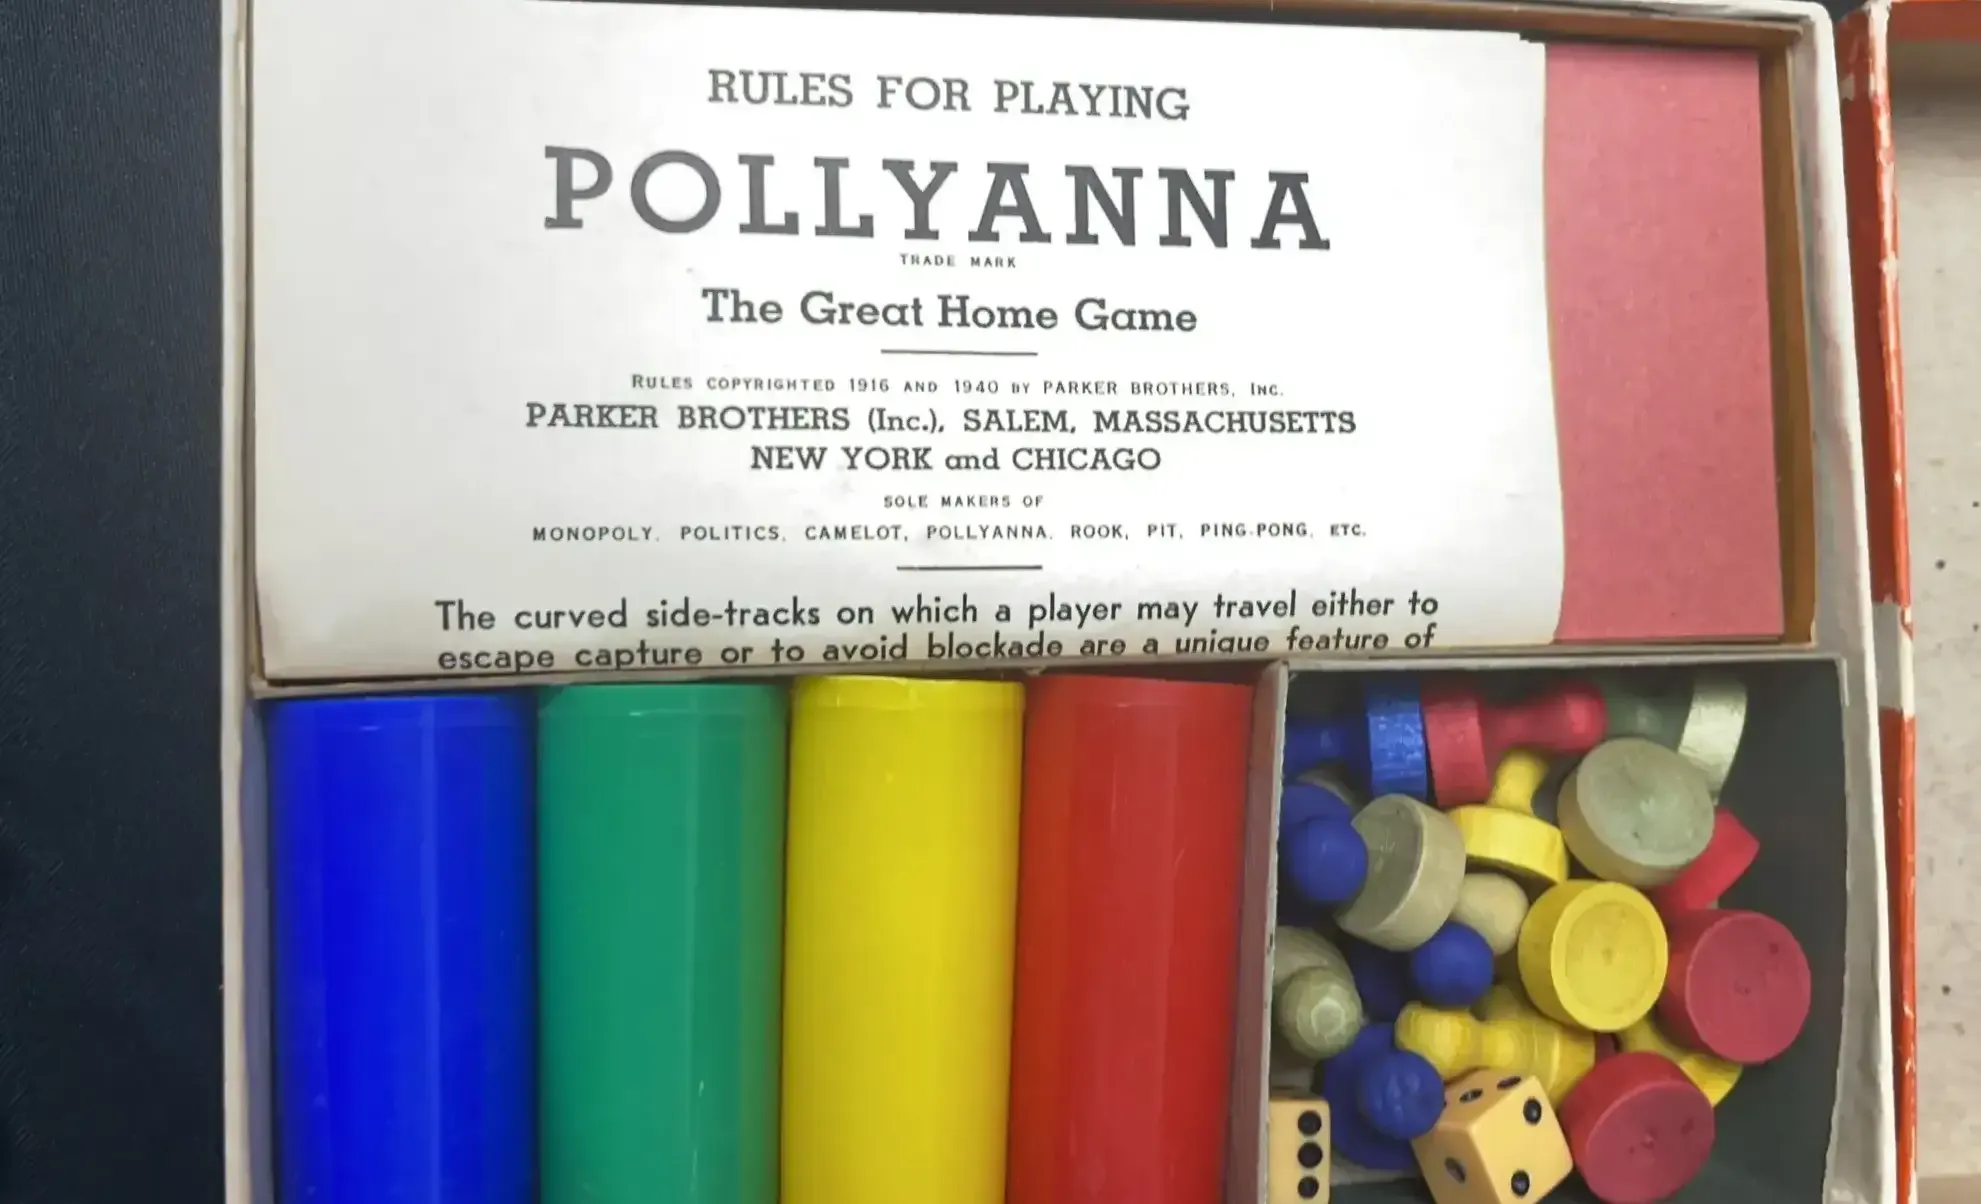 RULES FOR PLAYING
POLLYANNA
TRADE MARK
The Great Home Game
RULES COPYRIGHTED 1916 AND 1940 BY PARKER BROTHERS, INC.
PARKER BROTHERS (Inc.), SALEM, MASSACHUSETTS
NEW YORK and CHICAGO
SOLE MAKERS OF
MONOPOLY, POLITICS, CAMELOT, POLLYANNA, ROOK, PIT, PING-PONG, ETC.
The curved side-tracks on which a player may travel either to
escape capture or to avoid blockade are a unique feature of